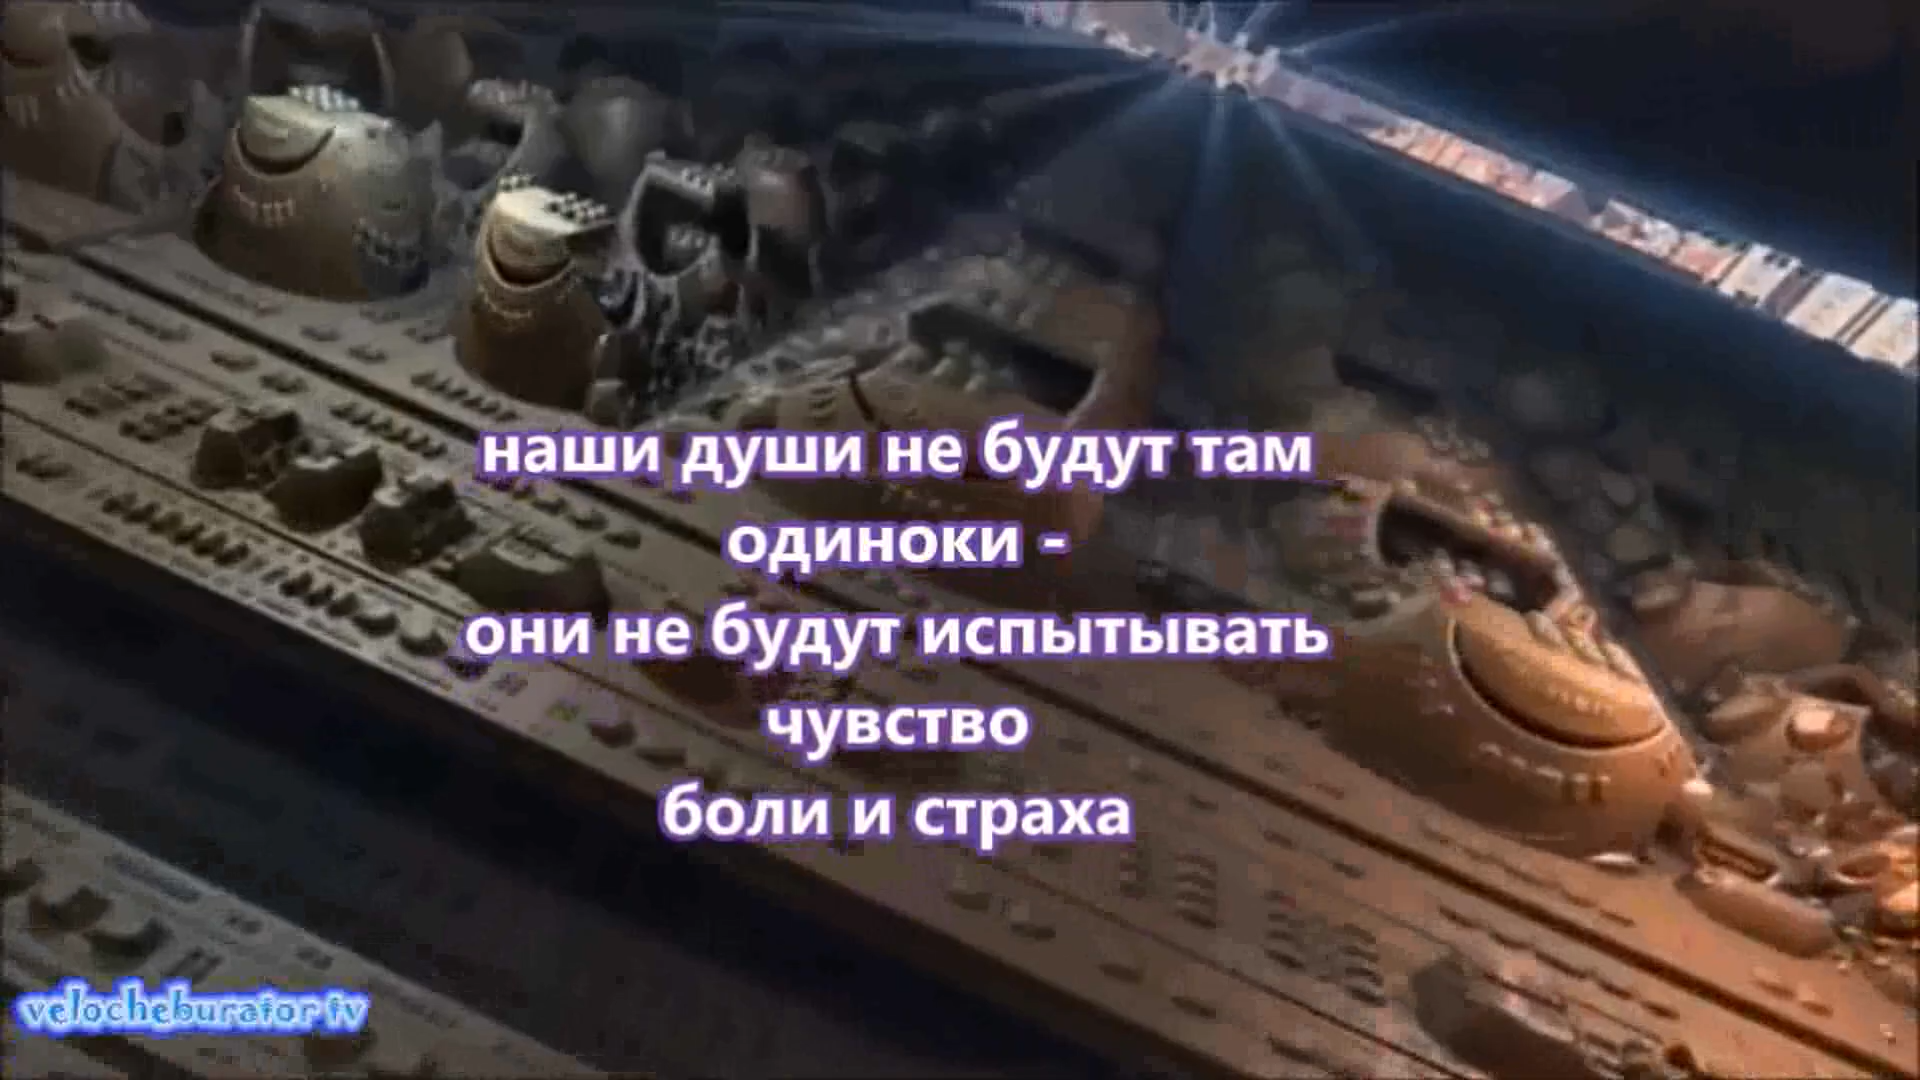 наши души не будут там
одиноки -
они не будут испытывать
чувство
боли и страха
velocheburator tv